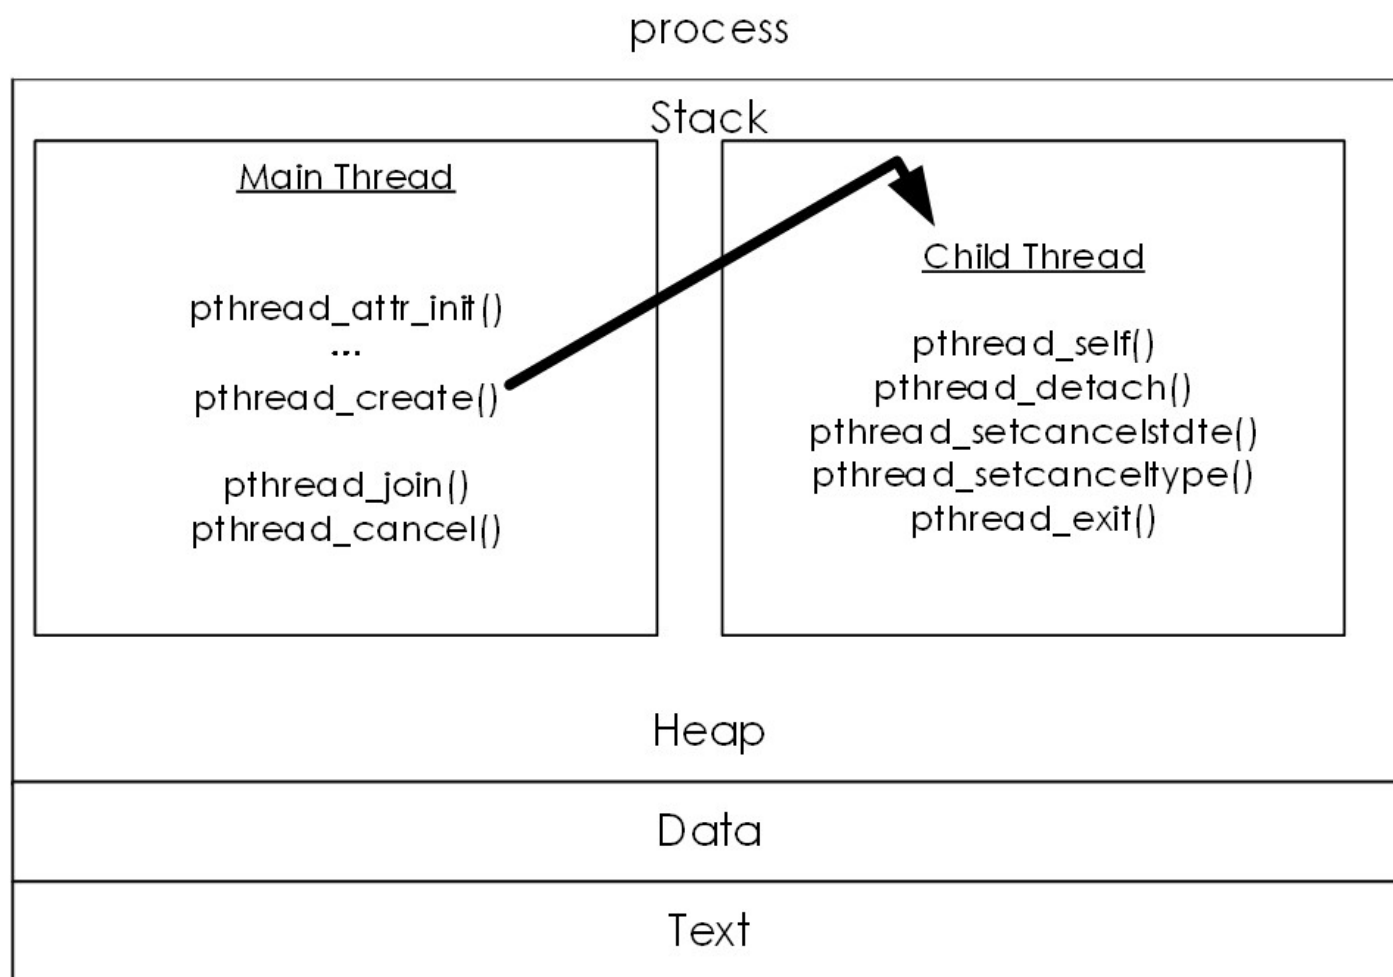 process
Stack
Main Thread
pthread_attr_init()
...
pthread_create()
pthread_join()
pthread_cancel()
Child Thread
pthread_self()
pthread_detach()
pthread_setcancelstdte()
pthread_setcanceltype()
pthread_exit()
Heap
Data
Text